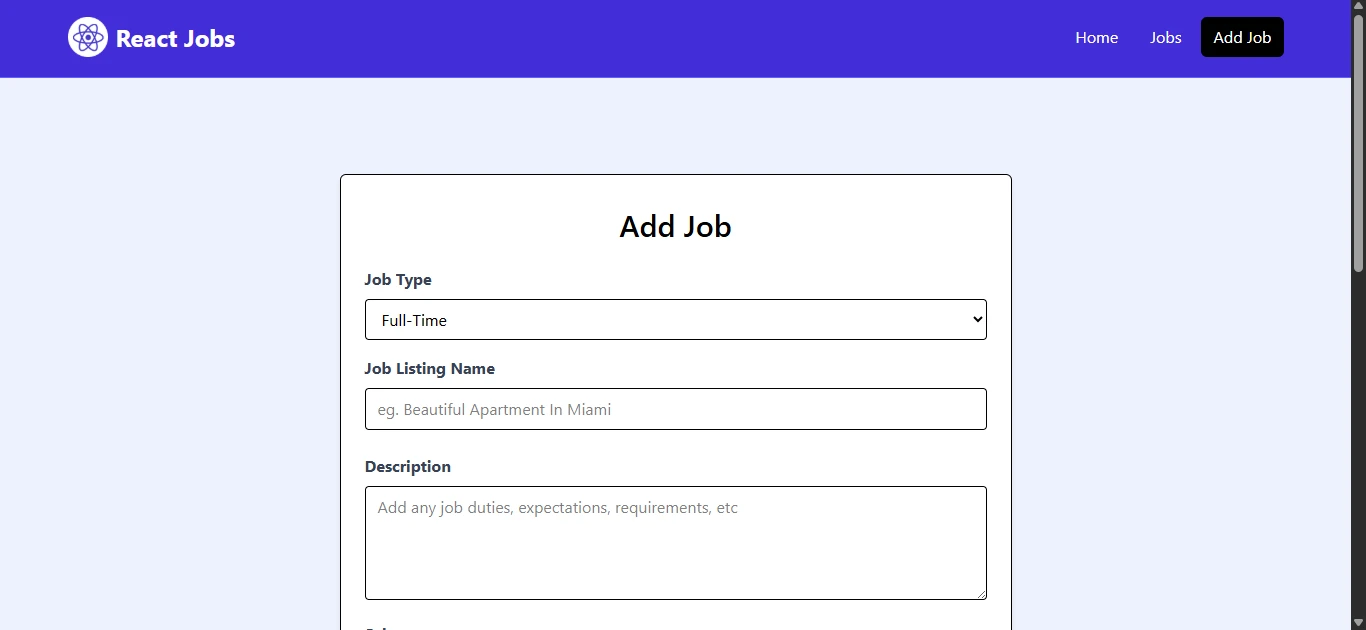 React Jobs
Home Jobs Add Job
Add Job
Job Type
Full-Time
Job Listing Name
eg. Beautiful Apartment In Miami
Description
Add any job duties, expectations, requirements, etc